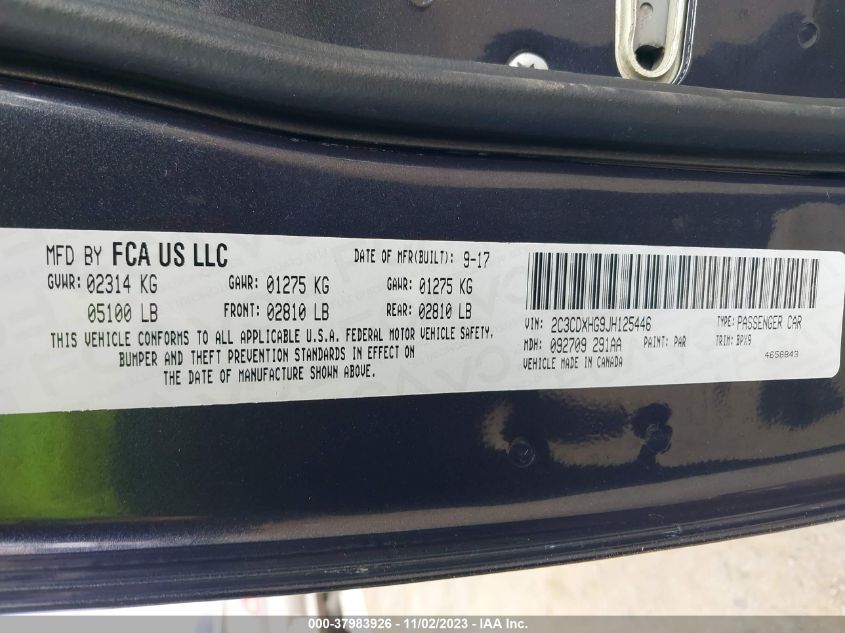 MFD BY FCA US LLC DATE OF MFR(BUILT): 9-17
GVWR: 02314 KG GAWR: 01275 KG GAWR: 01275 KG
05100 LB FRONT: 02810 LB REAR: 02810 LB
THIS VEHICLE CONFORMS TO ALL APPLICABLE U.S.A. FEDERAL MOTOR VEHICLE SAFETY,
BUMPER AND THEFT PREVENTION STANDARDS IN EFFECT ON
THE DATE OF MANUFACTURE SHOWN ABOVE.
VIN: 2C3CDXHG9JH125446 TYPE: PASSENGER CAR
MDH: 092709 291AA PAINT: PAR TRIM: BPX9
VEHICLE MADE IN CANADA 4658843
000-37983926 - 11/02/2023 - IAA Inc.